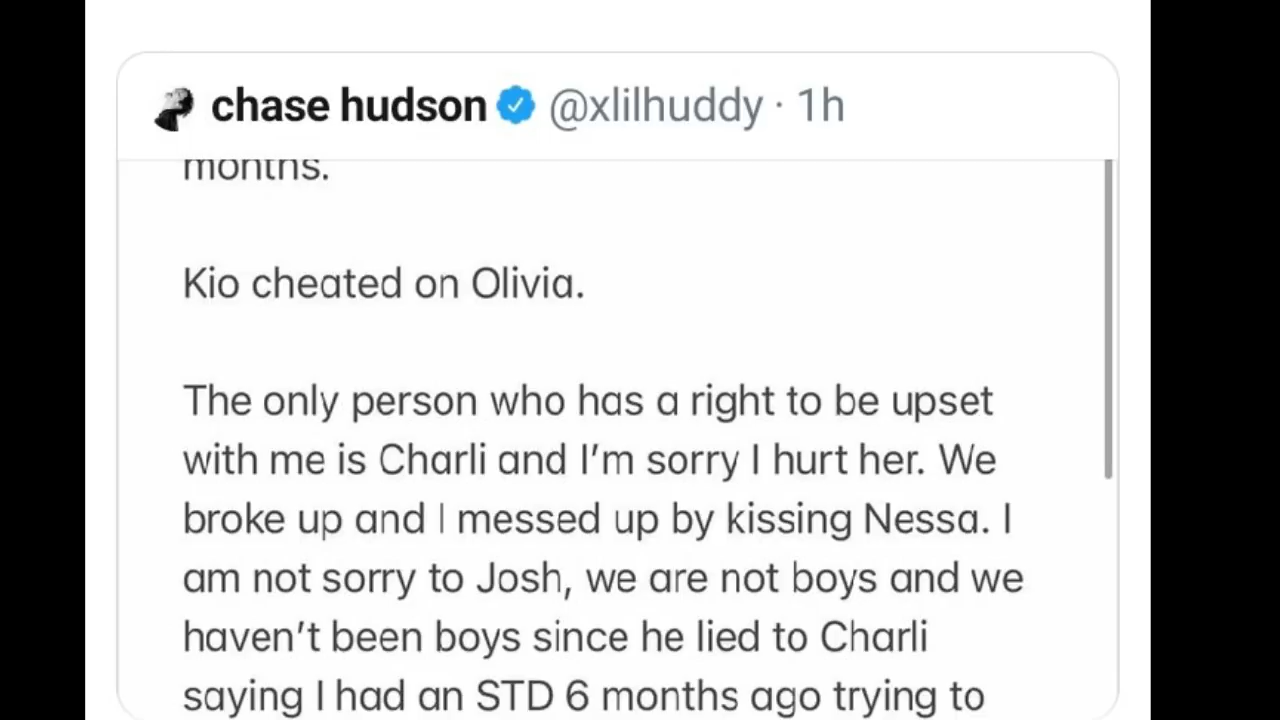 chase hudson @xlilhuddy · 1h
months.
Kio cheated on Olivia.
The only person who has a right to be upset
with me is Charli and I’m sorry I hurt her. We
broke up and I messed up by kissing Nessa. I
am not sorry to Josh, we are not boys and we
haven’t been boys since he lied to Charli
saying I had an STD 6 months ago trying to